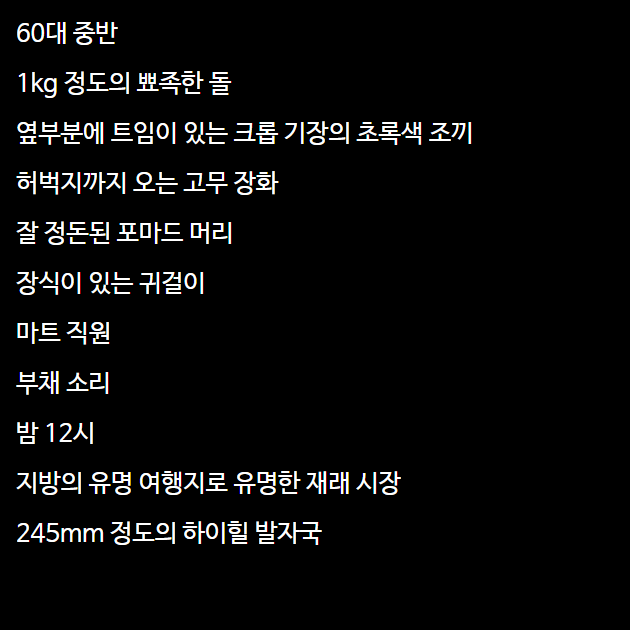 60대 중반
1kg 정도의 뾰족한 돌
옆부분에 트임이 있는 크롭 기장의 초록색 조끼
허벅지까지 오는 고무 장화
잘 정돈된 포마드 머리
장식이 있는 귀걸이
마트 직원
부채 소리
밤 12시
지방의 유명 여행지로 유명한 재래 시장
245mm 정도의 하이힐 발자국